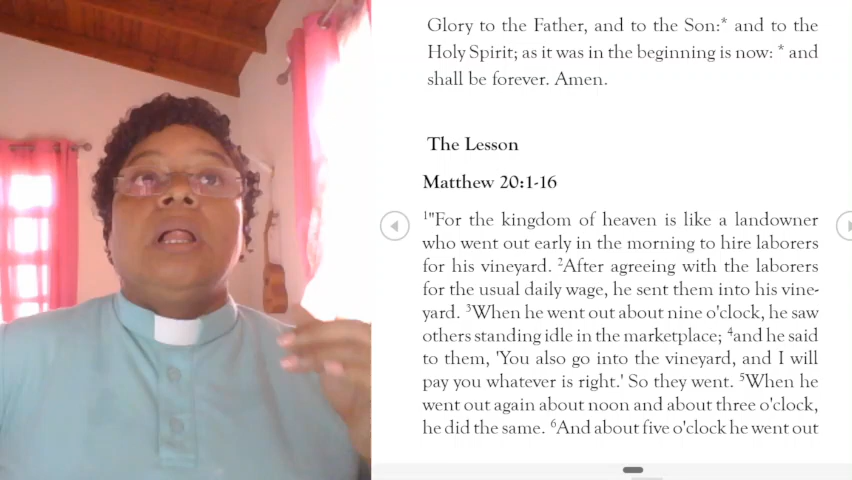 Glory to the Father, and to the Son:* and to the
Holy Spirit; as it was in the beginning is now: * and
shall be forever. Amen.
The Lesson
Matthew 20:1-16
¹"For the kingdom of heaven is like a landowner
who went out early in the morning to hire laborers
for his vineyard. ²After agreeing with the laborers
for the usual daily wage, he sent them into his vine-
yard. ³When he went out about nine o'clock, he saw
others standing idle in the marketplace; ⁴and he said
to them, 'You also go into the vineyard, and I will
pay you whatever is right.' So they went. ⁵When he
went out again about noon and about three o'clock,
he did the same. ⁶And about five o'clock he went out